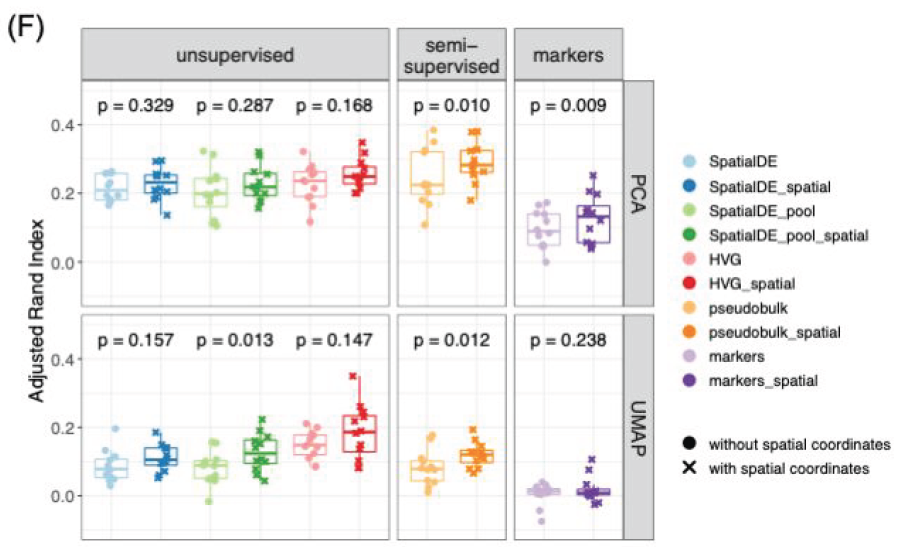 (F)
unsupervised
semi-
supervised
markers
p = 0.329 p = 0.287 p = 0.168 p = 0.010 p = 0.009
0.4
0.2
0.0
PCA
Adjusted Rand Index
p = 0.157 p = 0.013 p = 0.147 p = 0.012 p = 0.238
0.4
0.2
0.0
UMAP
SpatialDE
SpatialDE_spatial
SpatialDE_pool
SpatialDE_pool_spatial
HVG
HVG_spatial
pseudobulk
pseudobulk_spatial
markers
markers_spatial
without spatial coordinates
with spatial coordinates